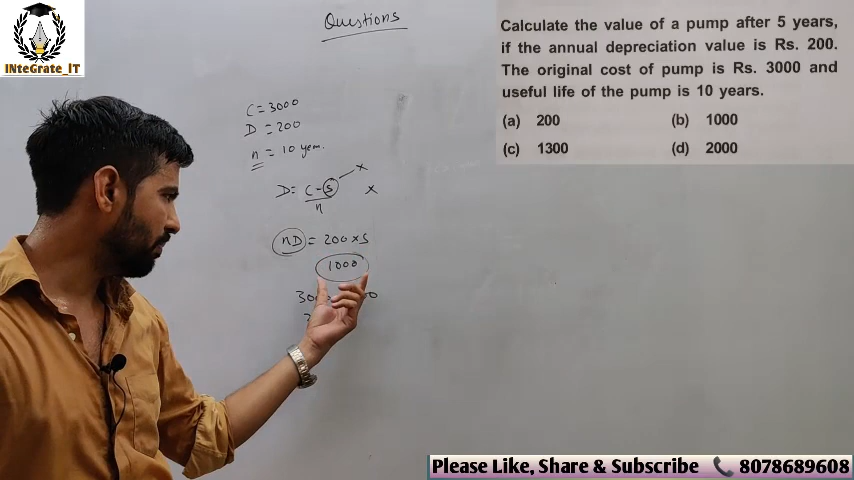 INteGrate_IT
Questions
Calculate the value of a pump after 5 years,
if the annual depreciation value is Rs. 200.
The original cost of pump is Rs. 3000 and
useful life of the pump is 10 years.
(a) 200 (b) 1000
(c) 1300 (d) 2000
C = 3000
D = 200
n = 10 year.
D = C - S x
n x
nD = 200 x 5
1000
Please Like, Share & Subscribe 8078689608